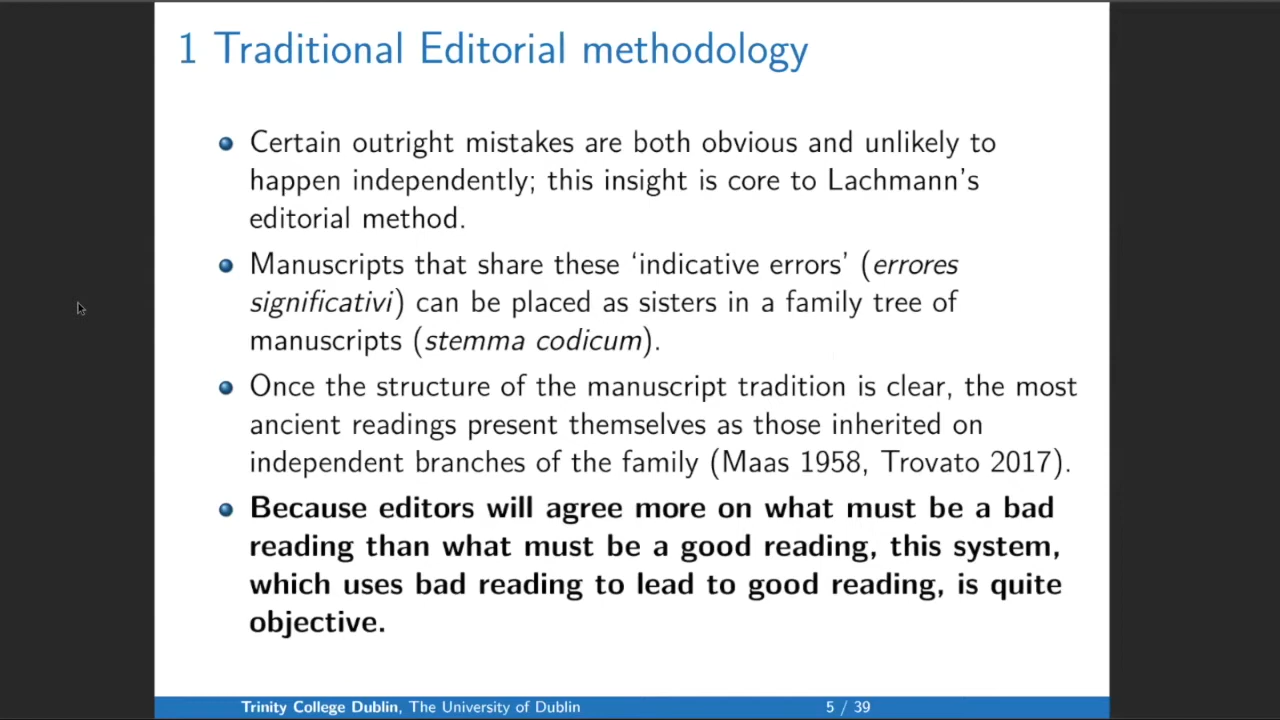 1 Traditional Editorial methodology
Certain outright mistakes are both obvious and unlikely to
happen independently; this insight is core to Lachmann's
editorial method.
Manuscripts that share these ‘indicative errors’ (errores
significativi) can be placed as sisters in a family tree of
manuscripts (stemma codicum).
Once the structure of the manuscript tradition is clear, the most
ancient readings present themselves as those inherited on
independent branches of the family (Maas 1958, Trovato 2017).
Because editors will agree more on what must be a bad
reading than what must be a good reading, this system,
which uses bad reading to lead to good reading, is quite
objective.
Trinity College Dublin, The University of Dublin 5 / 39